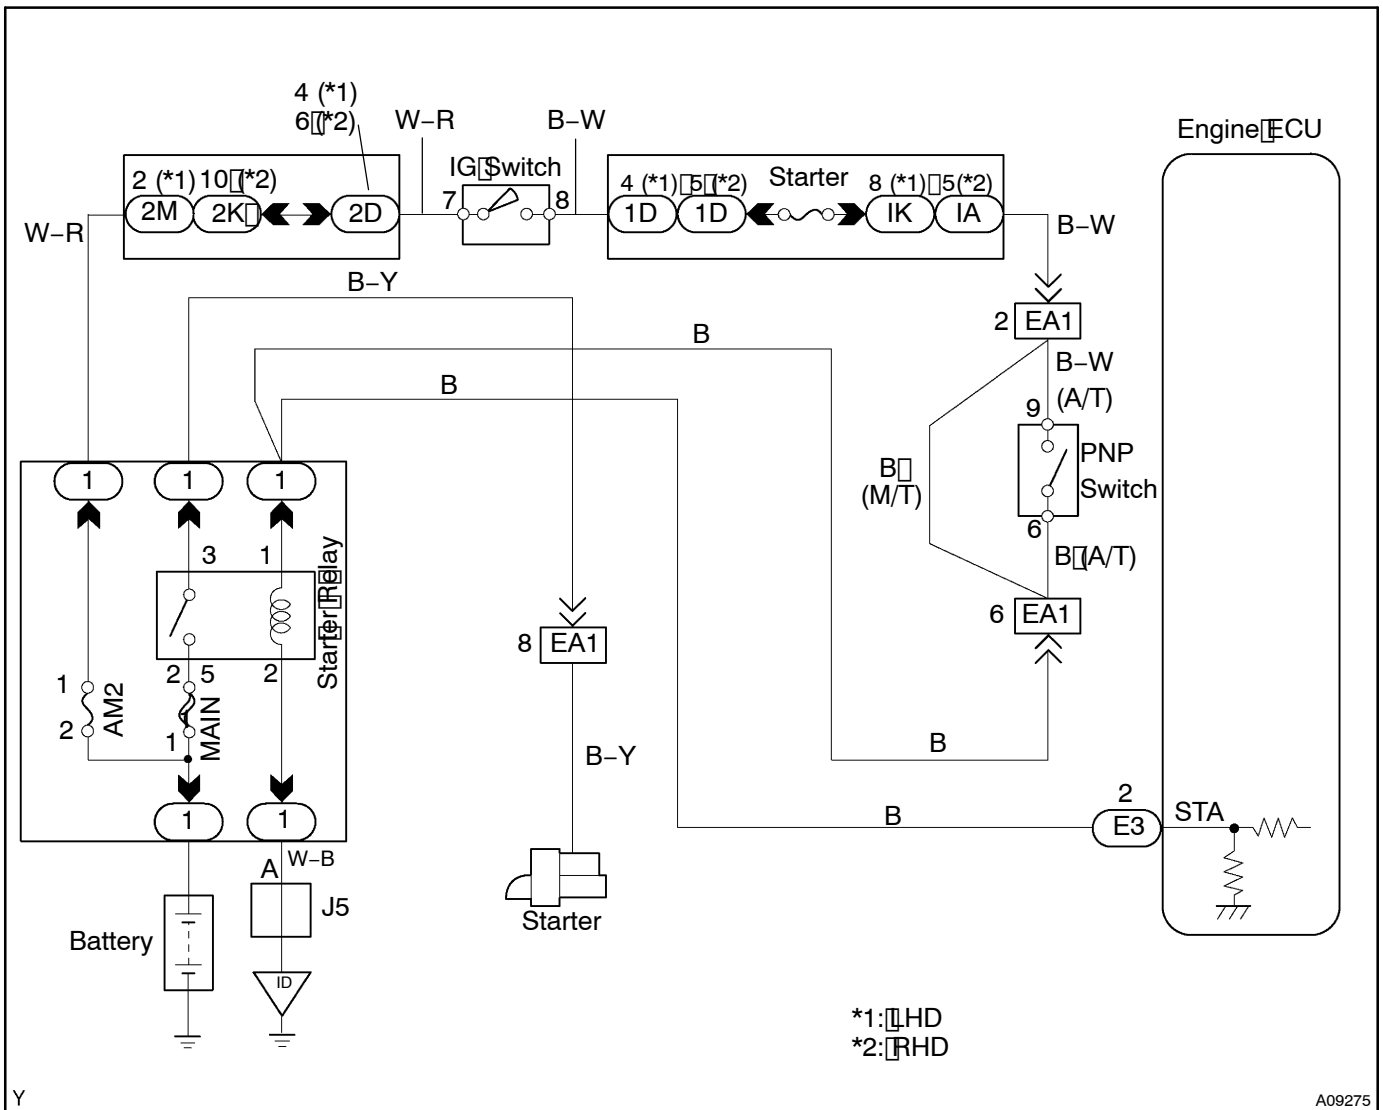 4 (*1)
6 (*2)
W–R
B–W
Engine ECU
IG Switch
2 (*1) 10 (*2)
7
8
4 (*1) 5 (*2)
Starter
8 (*1) 5(*2)
2M
2K
2D
1D
1D
IK
IA
W–R
B–W
B–Y
2
EA1
B
B–W
(A/T)
B
9
B
(M/T)
PNP
Switch
1
1
1
6
B (A/T)
3
1
Starter Relay
6
EA1
8
EA1
2
5
2
1
AM2
2
1
MAIN
B
B–Y
2
1
1
B
E3
STA
A
W–B
J5
Battery
Starter
ID
*1: LHD
*2: RHD
Y
A09275